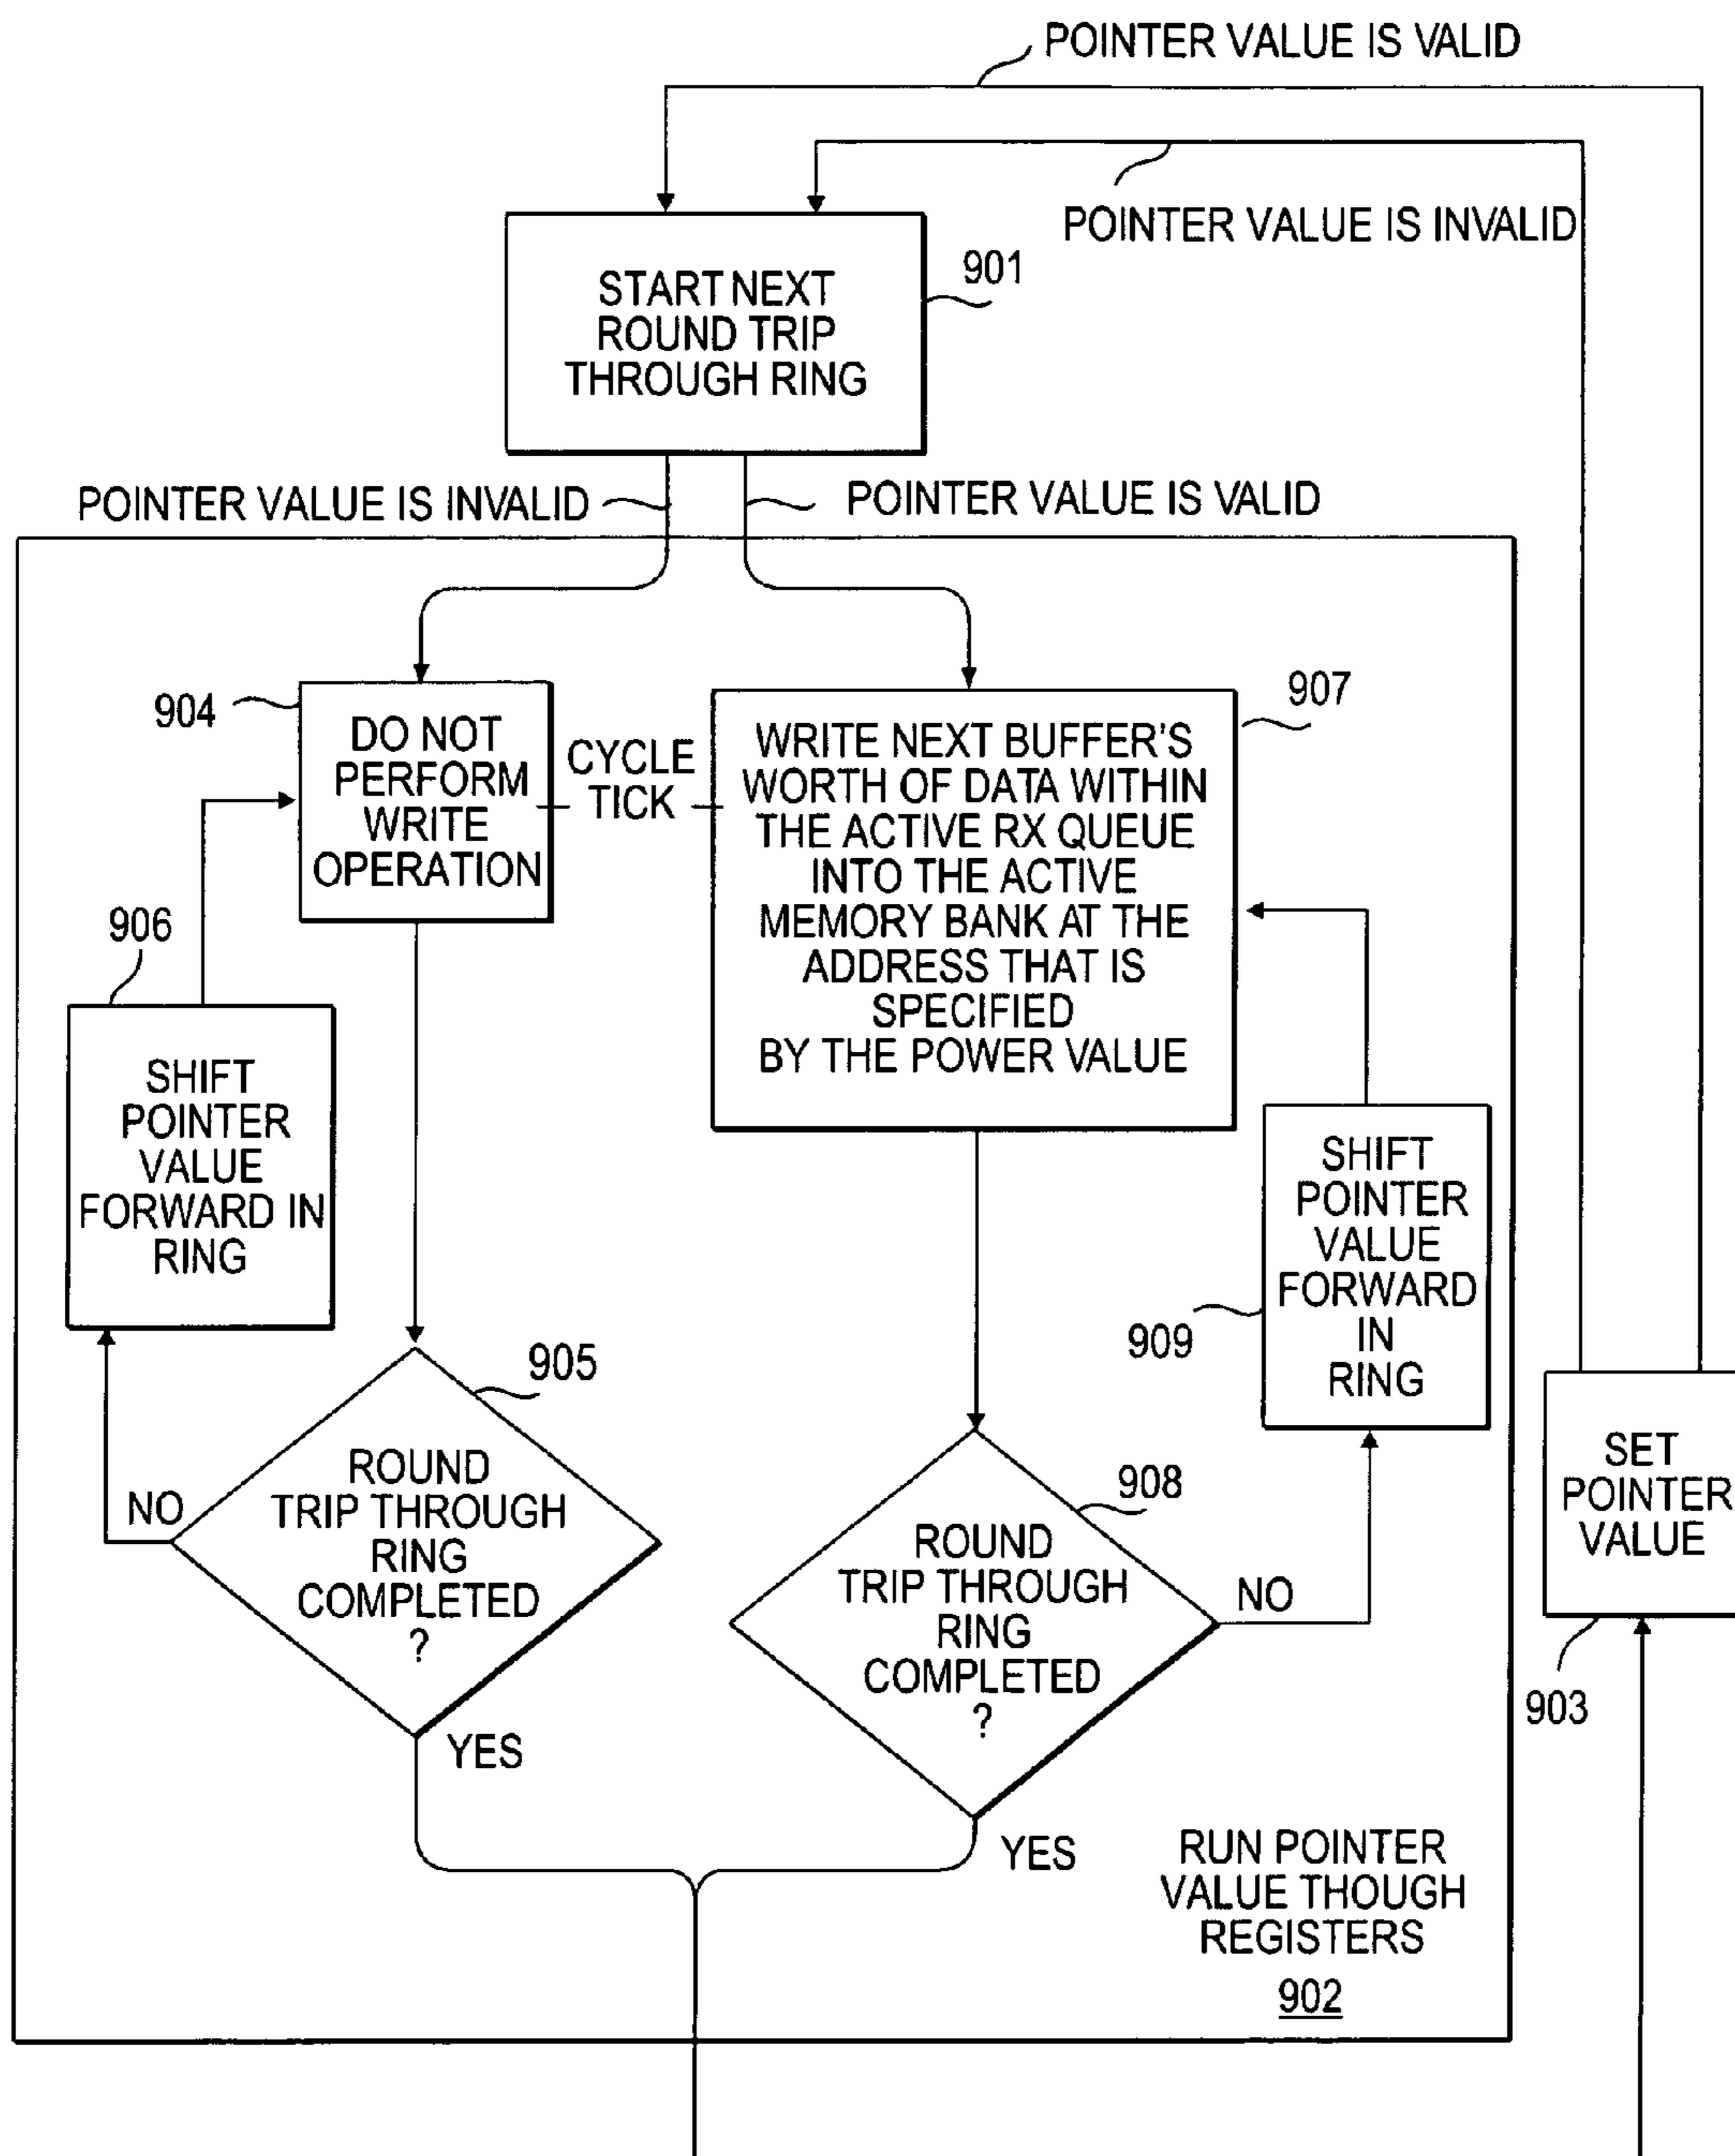 POINTER VALUE IS VALID
POINTER VALUE IS INVALID
START NEXT
ROUND TRIP
THROUGH RING
901
POINTER VALUE IS INVALID
POINTER VALUE IS VALID
904
DO NOT
PERFORM
WRITE
OPERATION
CYCLE
TICK
907
WRITE NEXT BUFFER'S
WORTH OF DATA WITHIN
THE ACTIVE RX QUEUE
INTO THE ACTIVE
MEMORY BANK AT THE
ADDRESS THAT IS
SPECIFIED
BY THE POWER VALUE
906
SHIFT
POINTER
VALUE
FORWARD IN
RING
909
SHIFT
POINTER
VALUE
FORWARD
IN
RING
905
ROUND
TRIP THROUGH
RING
COMPLETED
?
NO
YES
908
ROUND
TRIP THROUGH
RING
COMPLETED
?
NO
YES
SET
POINTER
VALUE
903
RUN POINTER
VALUE THOUGH
REGISTERS
902